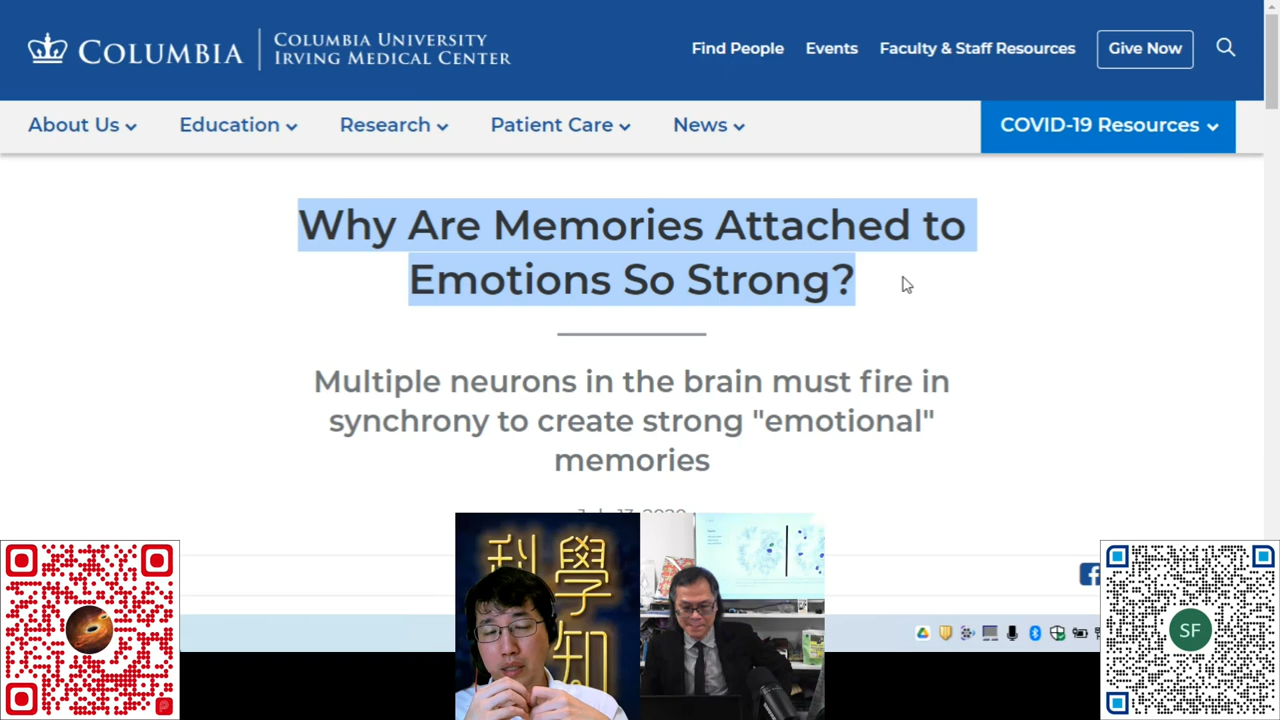 COLUMBIA
COLUMBIA UNIVERSITY
IRVING MEDICAL CENTER
Find People
Events
Faculty & Staff Resources
Give Now
About Us
Education
Research
Patient Care
News
COVID-19 Resources
Why Are Memories Attached to
Emotions So Strong?
Multiple neurons in the brain must fire in
synchrony to create strong "emotional"
memories
科學
知
SF